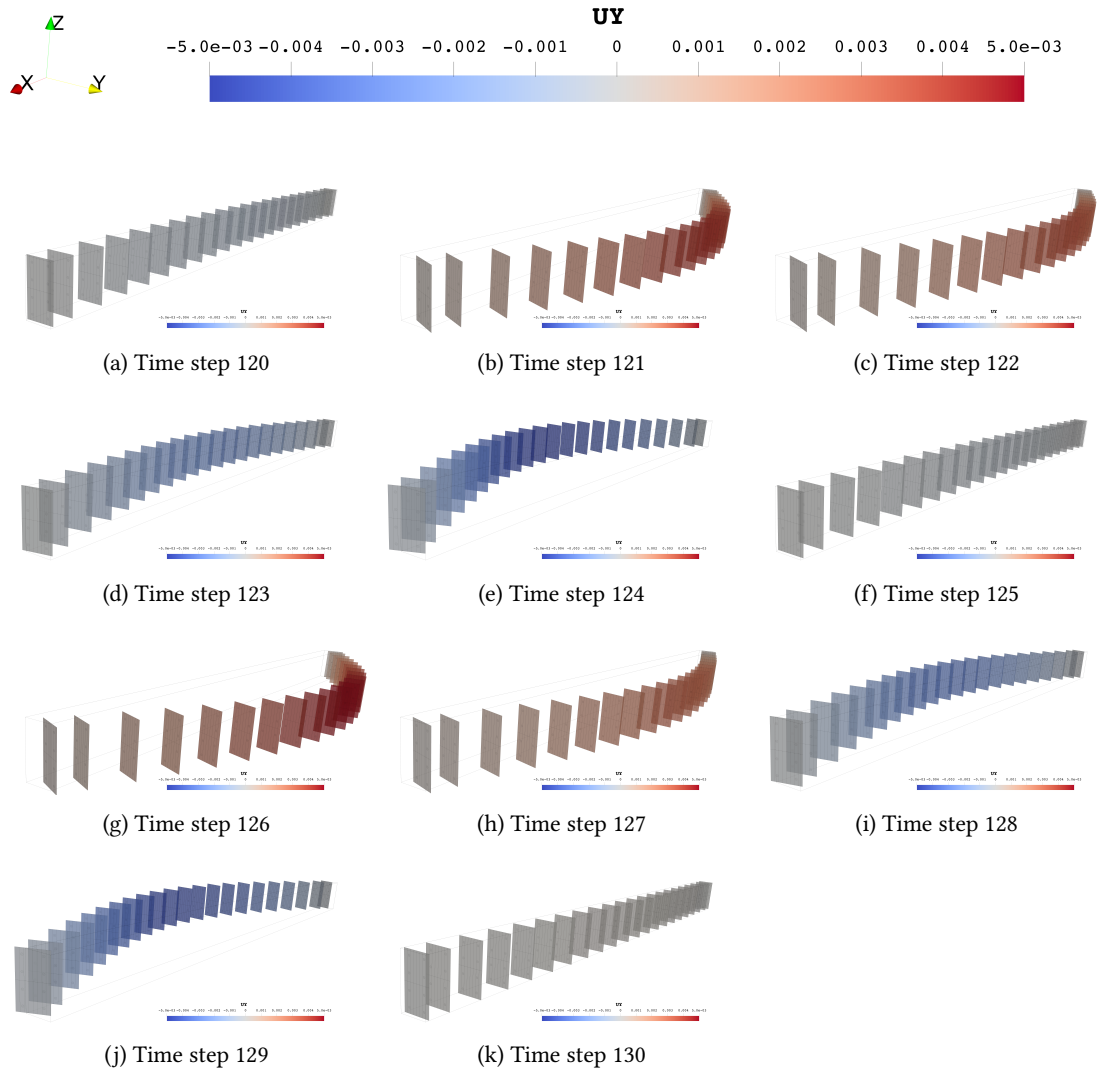 UY
Z
-5.0e-03 -0.004 -0.003 -0.002 -0.001 0 0.001 0.002 0.003 0.004 5.0e-03
X Y
(a) Time step 120
(b) Time step 121
(c) Time step 122
(d) Time step 123
(e) Time step 124
(f) Time step 125
(g) Time step 126
(h) Time step 127
(i) Time step 128
(j) Time step 129
(k) Time step 130